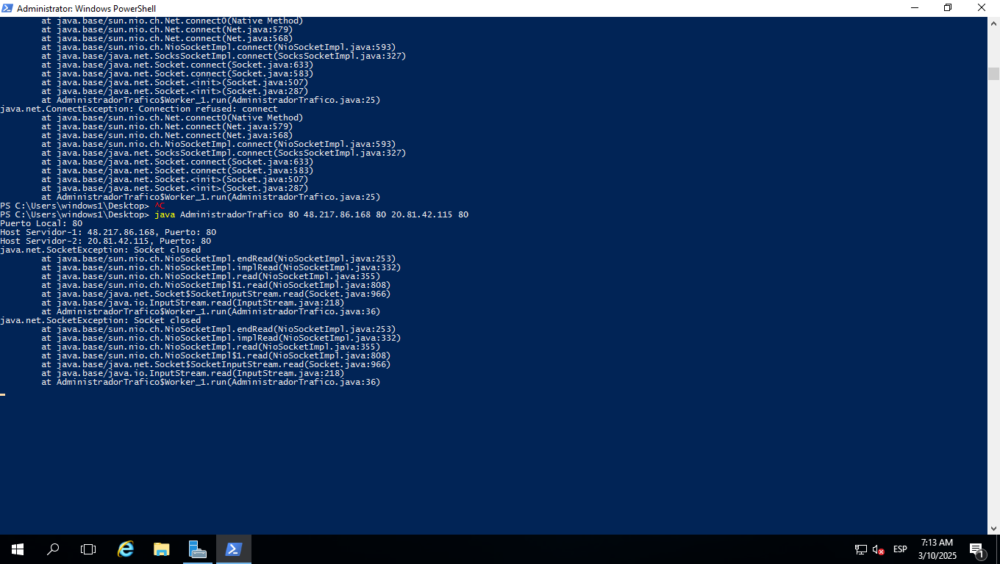 Administrator: Windows PowerShell
at java.base/sun.nio.ch.Net.connect0(Native Method)
at java.base/sun.nio.ch.Net.connect(Net.java:579)
at java.base/sun.nio.ch.Net.connect(Net.java:568)
at java.base/sun.nio.ch.NioSocketImpl.connect(NioSocketImpl.java:593)
at java.base/java.net.SocksSocketImpl.connect(SocksSocketImpl.java:327)
at java.base/java.net.Socket.connect(Socket.java:633)
at java.base/java.net.Socket.connect(Socket.java:583)
at java.base/java.net.Socket.<init>(Socket.java:507)
at java.base/java.net.Socket.<init>(Socket.java:287)
at AdministradorTrafico$Worker_1.run(AdministradorTrafico.java:25)
java.net.ConnectException: Connection refused: connect
at java.base/sun.nio.ch.Net.connect0(Native Method)
at java.base/sun.nio.ch.Net.connect(Net.java:579)
at java.base/sun.nio.ch.Net.connect(Net.java:568)
at java.base/sun.nio.ch.NioSocketImpl.connect(NioSocketImpl.java:593)
at java.base/java.net.SocksSocketImpl.connect(SocksSocketImpl.java:327)
at java.base/java.net.Socket.connect(Socket.java:633)
at java.base/java.net.Socket.connect(Socket.java:583)
at java.base/java.net.Socket.<init>(Socket.java:507)
at java.base/java.net.Socket.<init>(Socket.java:287)
at AdministradorTrafico$Worker_1.run(AdministradorTrafico.java:25)
PS C:\Users\windows1\Desktop> ^C
PS C:\Users\windows1\Desktop> java AdministradorTrafico 80 48.217.86.168 80 20.81.42.115 80
Puerto Local: 80
Host Servidor-1: 48.217.86.168, Puerto: 80
Host Servidor-2: 20.81.42.115, Puerto: 80
java.net.SocketException: Socket closed
at java.base/sun.nio.ch.NioSocketImpl.endRead(NioSocketImpl.java:253)
at java.base/sun.nio.ch.NioSocketImpl.implRead(NioSocketImpl.java:332)
at java.base/sun.nio.ch.NioSocketImpl.read(NioSocketImpl.java:355)
at java.base/sun.nio.ch.NioSocketImpl$1.read(NioSocketImpl.java:808)
at java.base/java.net.Socket$SocketInputStream.read(Socket.java:966)
at java.base/java.io.InputStream.read(InputStream.java:218)
at AdministradorTrafico$Worker_1.run(AdministradorTrafico.java:36)
java.net.SocketException: Socket closed
at java.base/sun.nio.ch.NioSocketImpl.endRead(NioSocketImpl.java:253)
at java.base/sun.nio.ch.NioSocketImpl.implRead(NioSocketImpl.java:332)
at java.base/sun.nio.ch.NioSocketImpl.read(NioSocketImpl.java:355)
at java.base/sun.nio.ch.NioSocketImpl$1.read(NioSocketImpl.java:808)
at java.base/java.net.Socket$SocketInputStream.read(Socket.java:966)
at java.base/java.io.InputStream.read(InputStream.java:218)
at AdministradorTrafico$Worker_1.run(AdministradorTrafico.java:36)
ESP
7:13 AM
3/10/2025
1